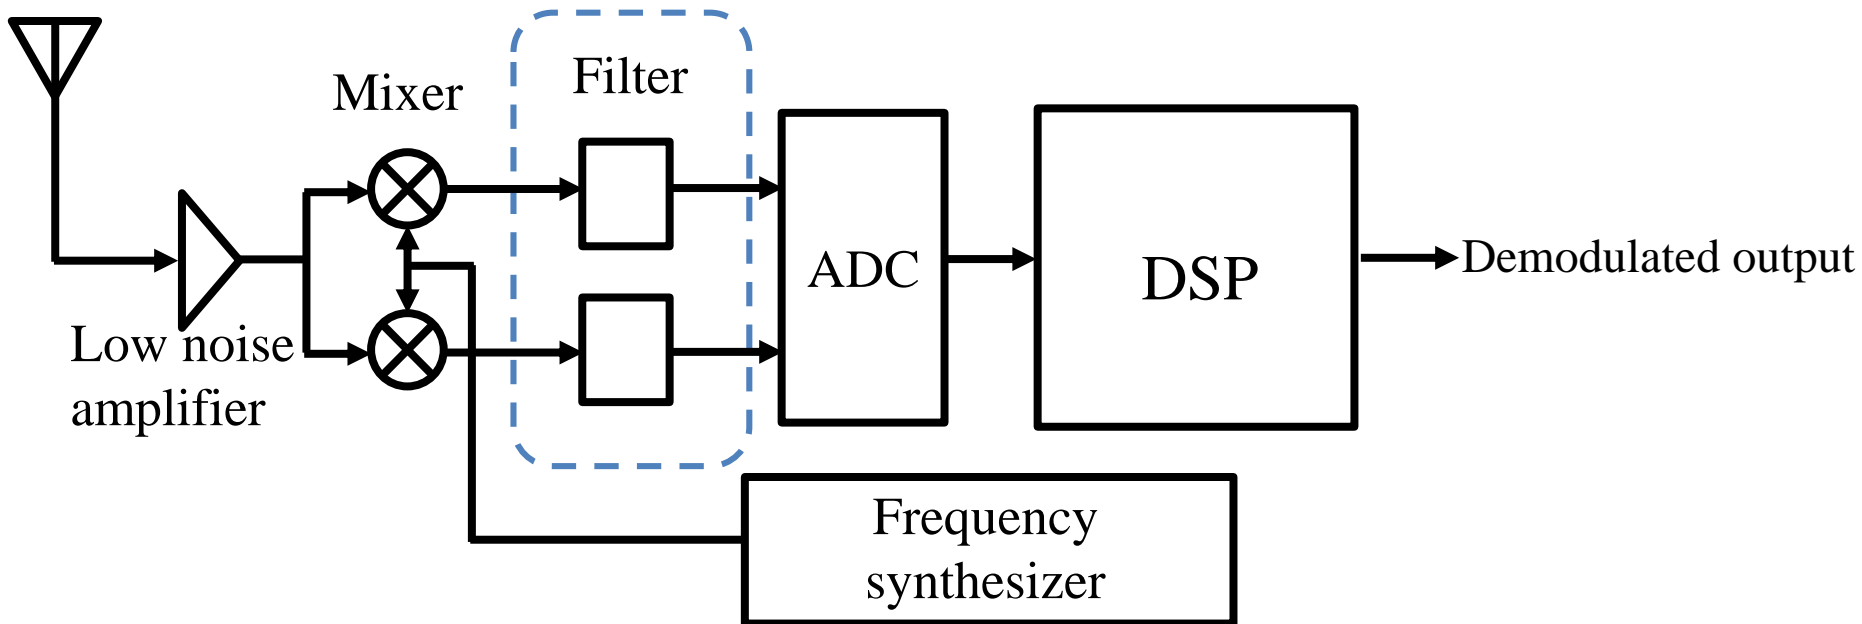 Filter
Mixer
ADC
DSP
Demodulated output
Low noise
amplifier
Frequency
synthesizer